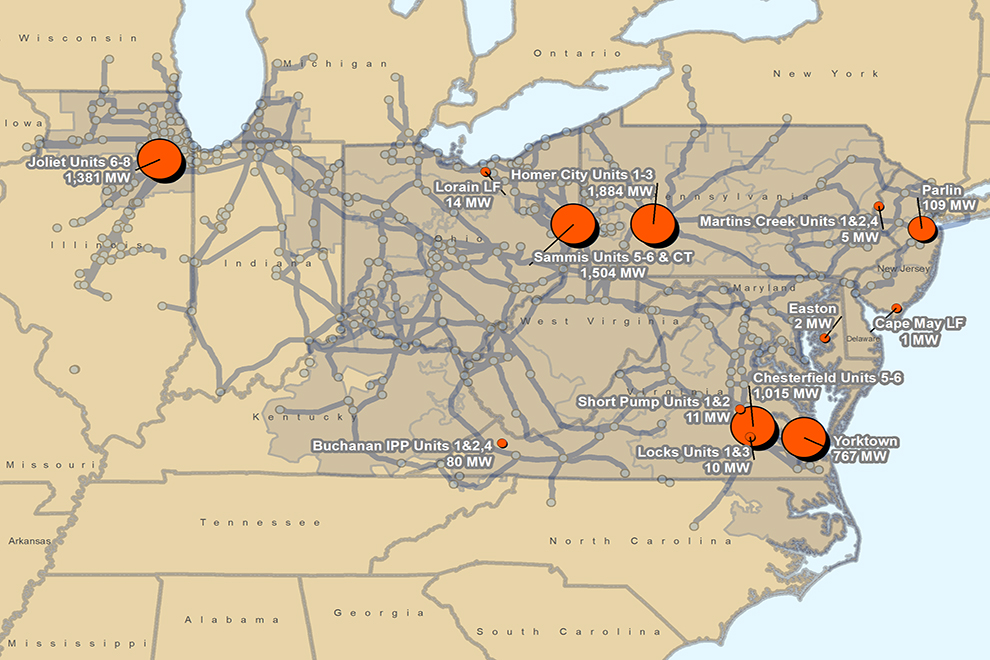 Wisconsin
Michigan
Ontario
New York
Iowa
Joliet Units 6-8
1,381 MW
Lorain LF
14 MW
Homer City Units 1-3
1,884 MW
Pennsylvania
Parlin
109 MW
Martins Creek Units 1&2,4
5 MW
Illinois
Indiana
Ohio
Sammis Units 5-6 & CT
1,504 MW
New Jersey
Maryland
Easton
2 MW
Delaware
Cape May LF
1 MW
West Virginia
Chesterfield Units 5-6
1,015 MW
Virginia
Short Pump Units 1&2
11 MW
Kentucky
Buchanan IPP Units 1&2,4
80 MW
Locks Units 1&3
10 MW
Yorktown
767 MW
Missouri
Tennessee
North Carolina
Arkansas
Mississippi
Alabama
Georgia
South Carolina